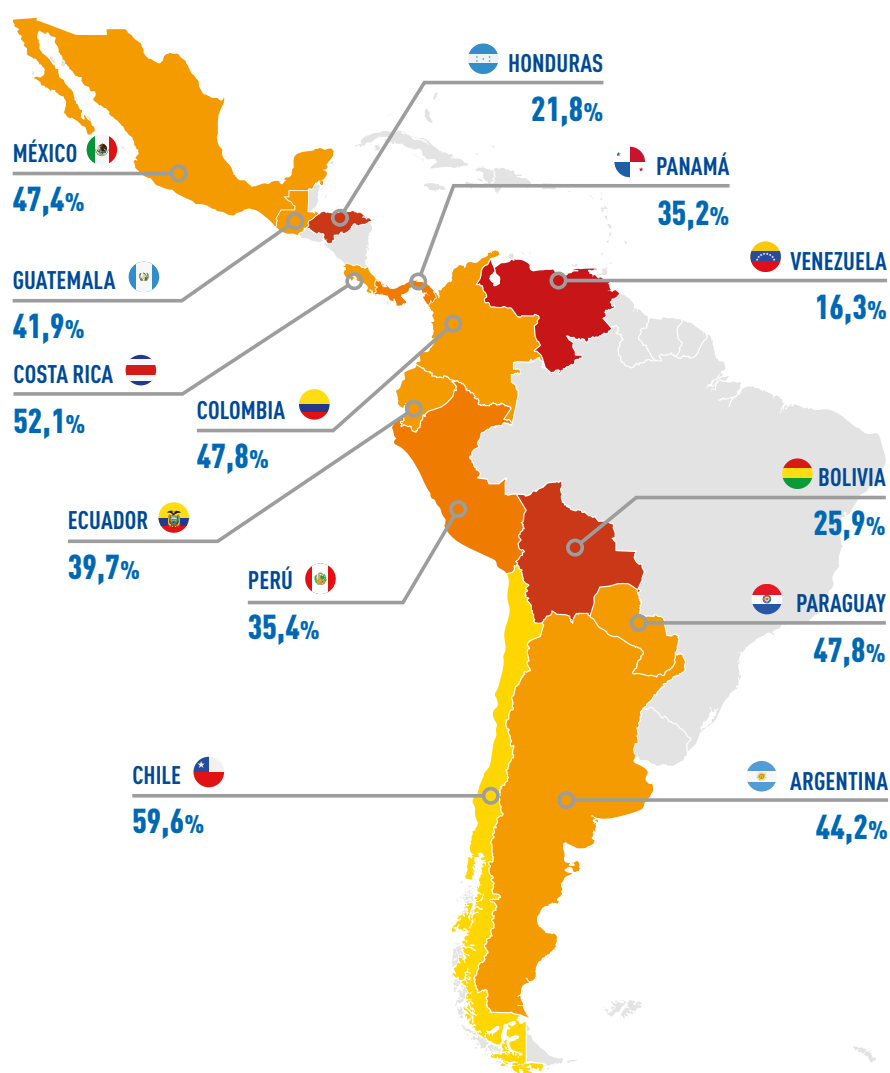 HONDURAS
21,8%
MÉXICO
47,4%
PANAMÁ
35,2%
VENEZUELA
16,3%
GUATEMALA
41,9%
COSTA RICA
52,1%
COLOMBIA
47,8%
BOLIVIA
25,9%
ECUADOR
39,7%
PERÚ
35,4%
PARAGUAY
47,8%
CHILE
59,6%
ARGENTINA
44,2%